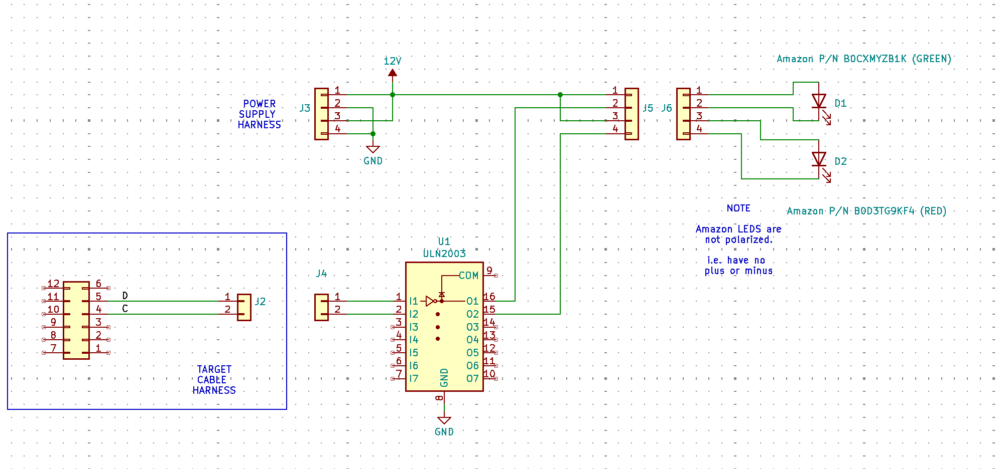 Amazon P/N B0CXMYZB1K (GREEN)
12V
POWER
SUPPLY
HARNESS
J3
1
2
3
4
GND
1
2
3
4
J5
J6
1
2
3
4
D1
D2
NOTE
Amazon LEDS are
not polarized.
i.e. have no
plus or minus
Amazon P/N B0D3TG9KF4 (RED)
12
11
10
9
8
7
6
5
4
3
2
1
D
C
1
2
J2
TARGET
CABLE
HARNESS
J4
1
2
U1
ULN2003
1
2
3
4
5
6
7
I1
I2
I3
I4
I5
I6
I7
COM
O1
O2
O3
O4
O5
O6
O7
9
16
15
14
13
12
11
10
GND
8
GND